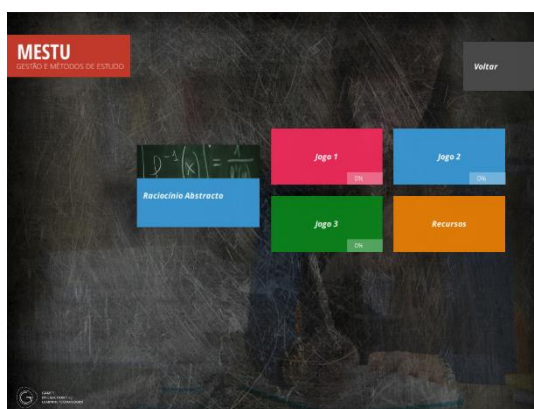 MESTU
GESTÃO E MÉTODOS DE ESTUDO
Voltar
Raciocínio Abstracto
Jogo 1
0%
Jogo 2
0%
Jogo 3
0%
Recursos